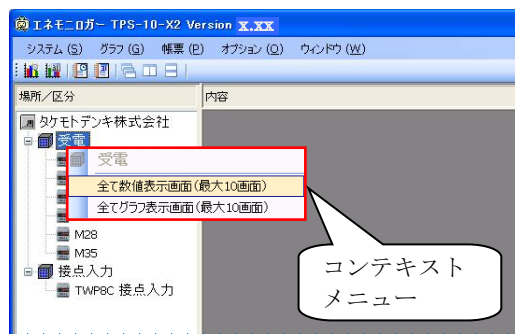 エネモニロガー TPS-10-X2 Version X.XX
システム(S) グラフ(G) 帳票(P) オプション(O) ウィンドウ(W)
場所/区分 内容
タケモトデンキ株式会社
受電
受電
全て数値表示画面(最大10画面)
全てグラフ表示画面(最大10画面)
M28
M35
接点入力
TWP8C 接点入力
コンテキスト
メニュー